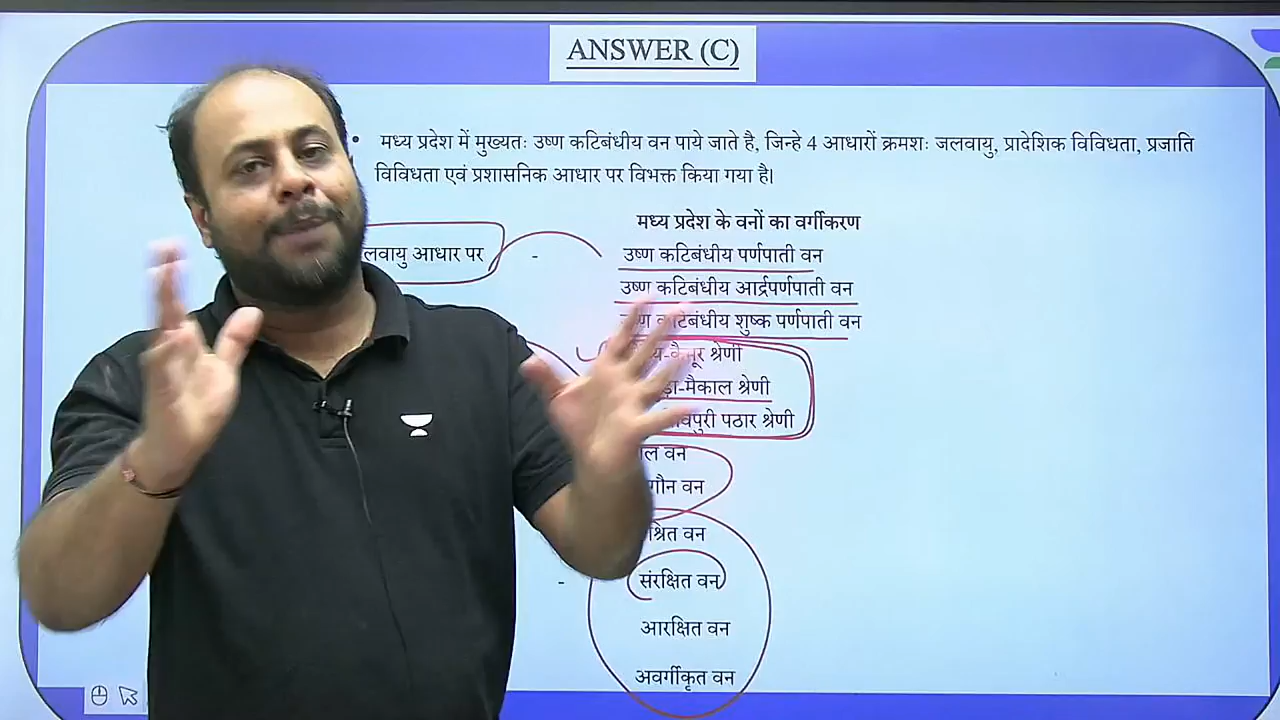 ANSWER (C)
• मध्य प्रदेश में मुख्यतः उष्ण कटिबंधीय वन पाये जाते है, जिन्हे 4 आधारों क्रमशः जलवायु, प्रादेशिक विविधता, प्रजाति
विविधता एवं प्रशासनिक आधार पर विभक्त किया गया है।
मध्य प्रदेश के वनों का वर्गीकरण
आधार पर - उष्ण कटिबंधीय पर्णपाती वन
उष्ण कटिबंधीय आर्द्रपर्णपाती वन
शुष्क पर्णपाती वन
श्रेणी
श्रेणी
पठार श्रेणी
वन
वन
वन
- संरक्षित वन
आरक्षित वन
अवर्गीकृत वन